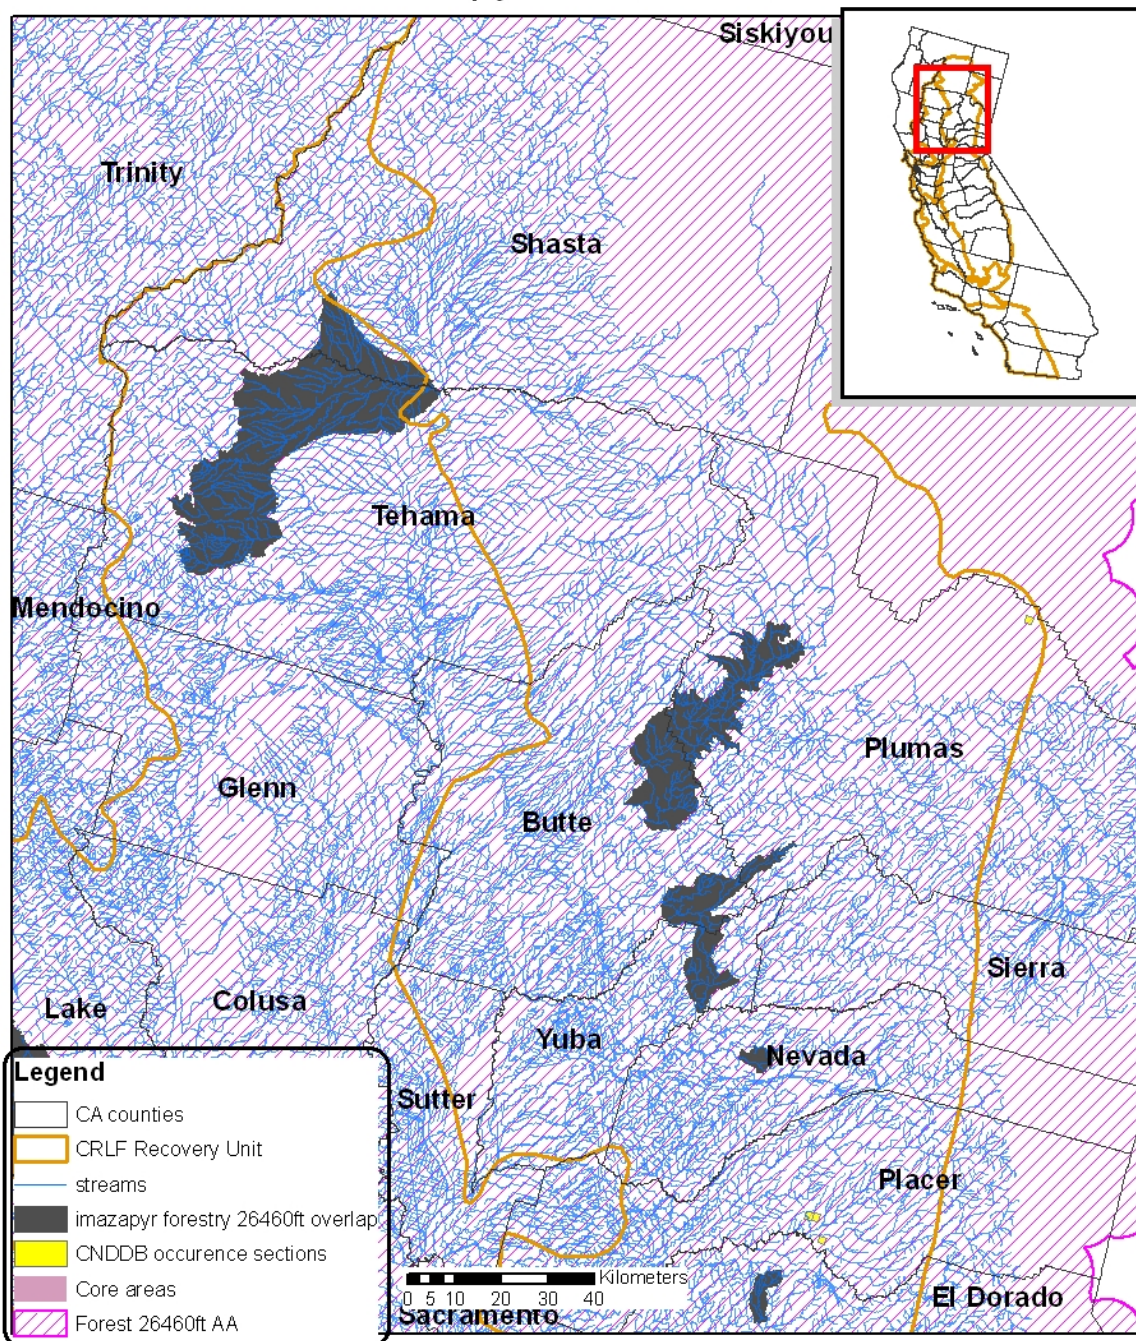 Siskiyou
Trinity
Shasta
Tehama
Mendocino
Plumas
Glenn
Butte
Sierra
Lake
Colusa
Yuba
Nevada
Sutter
Placer
El Dorado
Sacramento
Legend
CA counties
CRLF Recovery Unit
streams
imazapyr forestry 26460ft overlap
CNDDB occurence sections
Core areas
Forest 26460ft AA
Kilometers
0 5 10 20 30 40